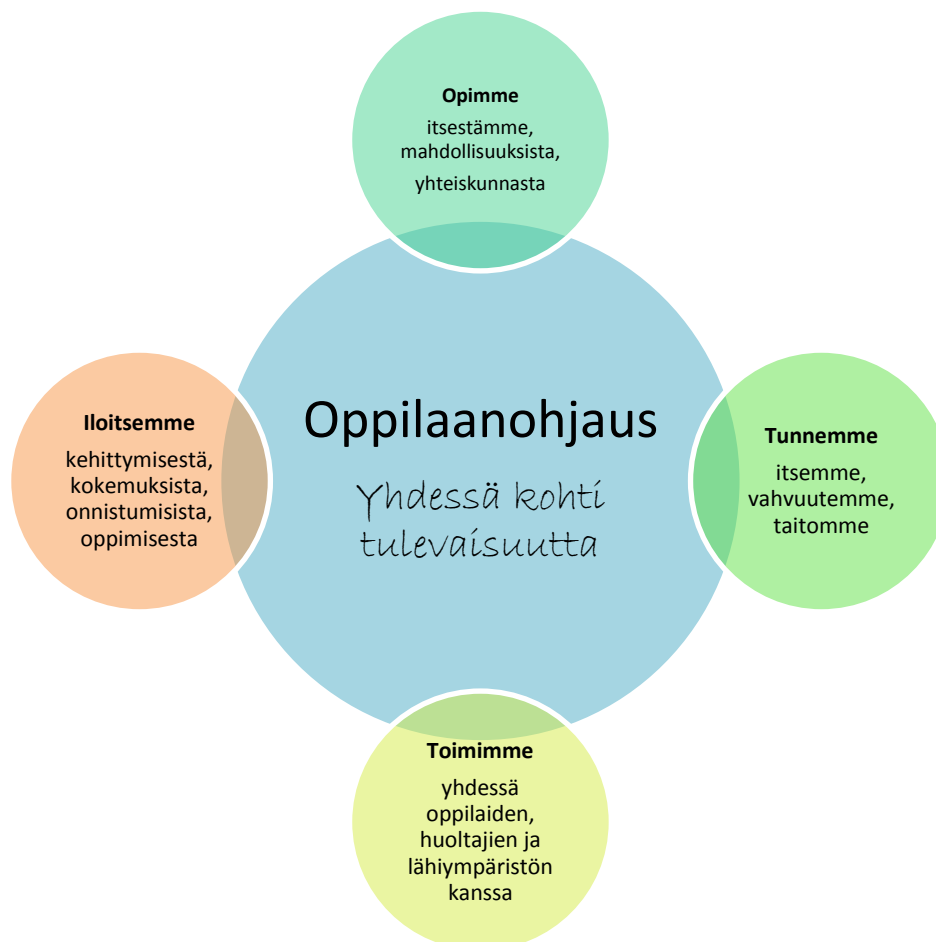 Opimme
itsestämme,
mahdollisuuksista,
yhteiskunnasta
Iloitsemme
kehittymisestä,
kokemuksista,
onnistumisista,
oppimisesta
Oppilaanohjaus
Yhdessä kohti
tulevaisuutta
Tunnemme
itsemme,
vahvuutemme,
taitomme
Toimimme
yhdessä
oppilaiden,
huoltajien ja
lähiympäristön
kanssa